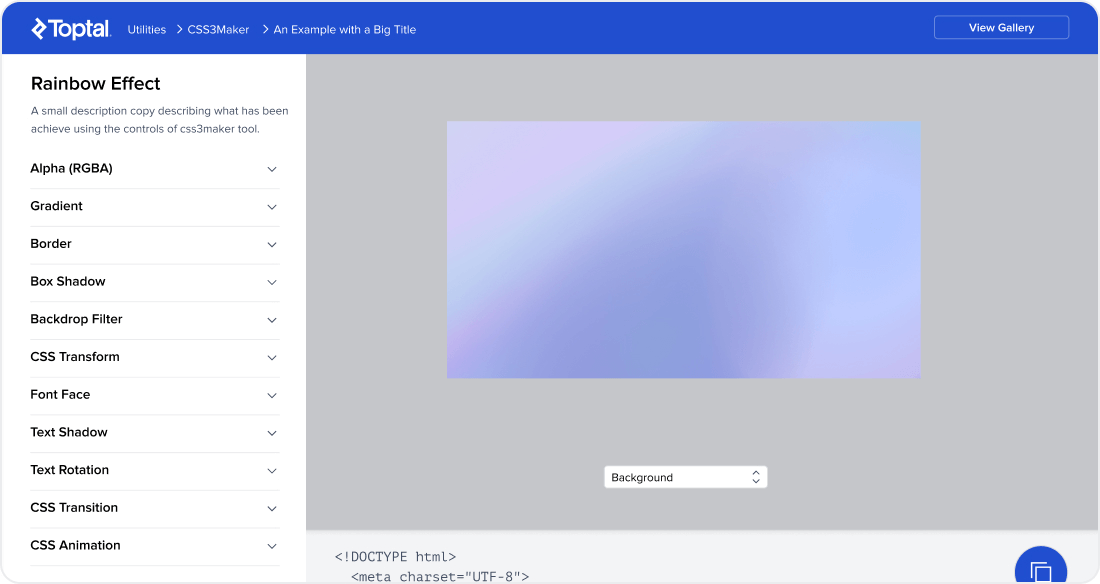 Toptal
Utilities > CSS3Maker > An Example with a Big Title
View Gallery
Rainbow Effect
A small description copy describing what has been
achieve using the controls of css3maker tool.
Alpha (RGBA)
Gradient
Border
Box Shadow
Backdrop Filter
CSS Transform
Font Face
Text Shadow
Text Rotation
CSS Transition
CSS Animation
Background
<!DOCTYPE html>
<meta charset="UTF-8">